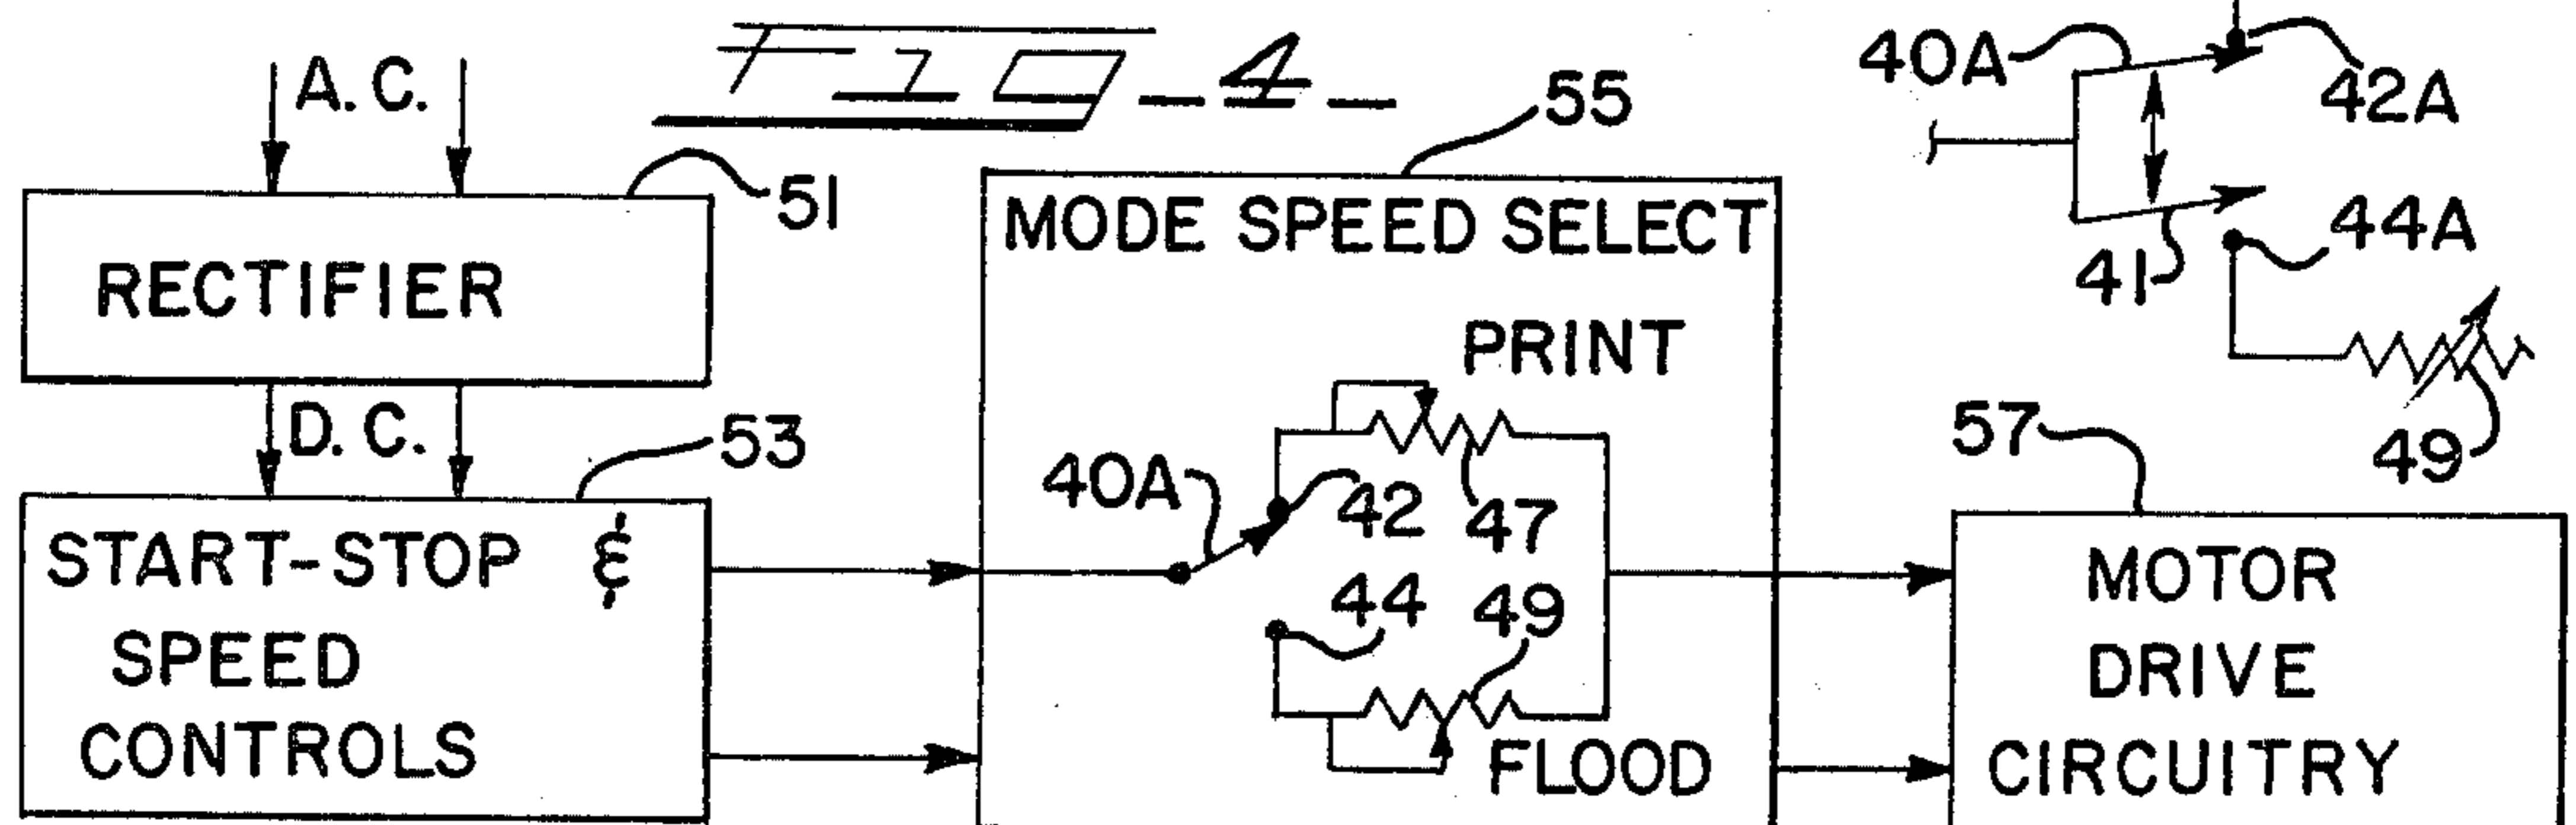 FIG-4-
A.C.
51
RECTIFIER
D.C.
53
START-STOP &
SPEED
CONTROLS
55
MODE SPEED SELECT
PRINT
40A
42
47
44
49
FLOOD
40A
42A
41
44A
49
57
MOTOR
DRIVE
CIRCUITRY